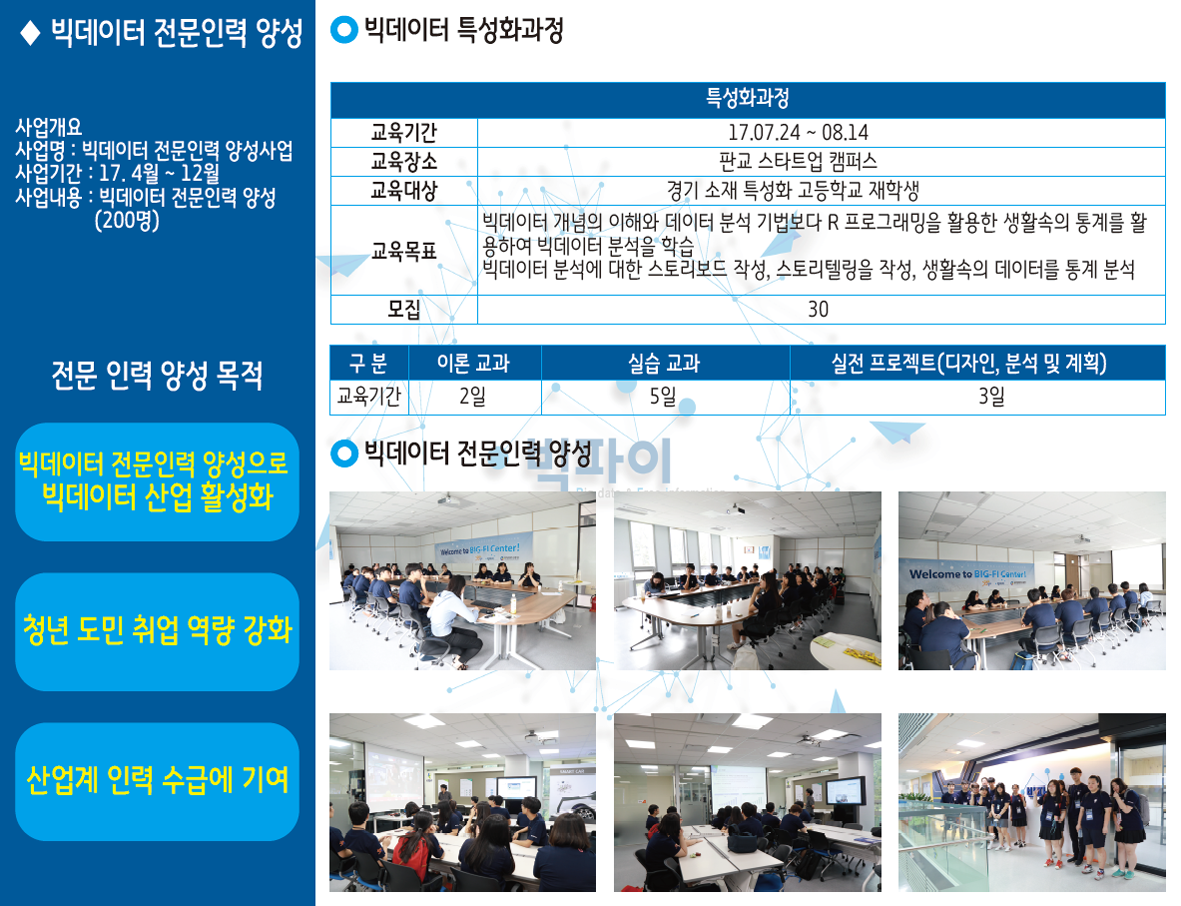 ◆ 빅데이터 전문인력 양성
사업개요
사업명 : 빅데이터 전문인력 양성사업
사업기간 : 17. 4월 ~ 12월
사업내용 : 빅데이터 전문인력 양성
(200명)
전문 인력 양성 목적
빅데이터 전문인력 양성으로
빅데이터 산업 활성화
청년 도민 취업 역량 강화
산업계 인력 수급에 기여
빅데이터 특성화과정
특성화과정
교육기간 17.07.24 ~ 08.14
교육장소 판교 스타트업 캠퍼스
교육대상 경기 소재 특성화 고등학교 재학생
교육목표
빅데이터 개념의 이해와 데이터 분석 기법보다 R 프로그래밍을 활용한 생활속의 통계를 활
용하여 빅데이터 분석을 학습
빅데이터 분석에 대한 스토리보드 작성, 스토리텔링을 작성, 생활속의 데이터를 통계 분석
모집 30
구 분 이론 교과 실습 교과 실전 프로젝트(디자인, 분석 및 계획)
교육기간 2일 5일 3일
빅데이터 전문인력 양성
빅파이
Welcome to BIG-FI Center!
Welcome to BIG-FI Center!
SMART CAR